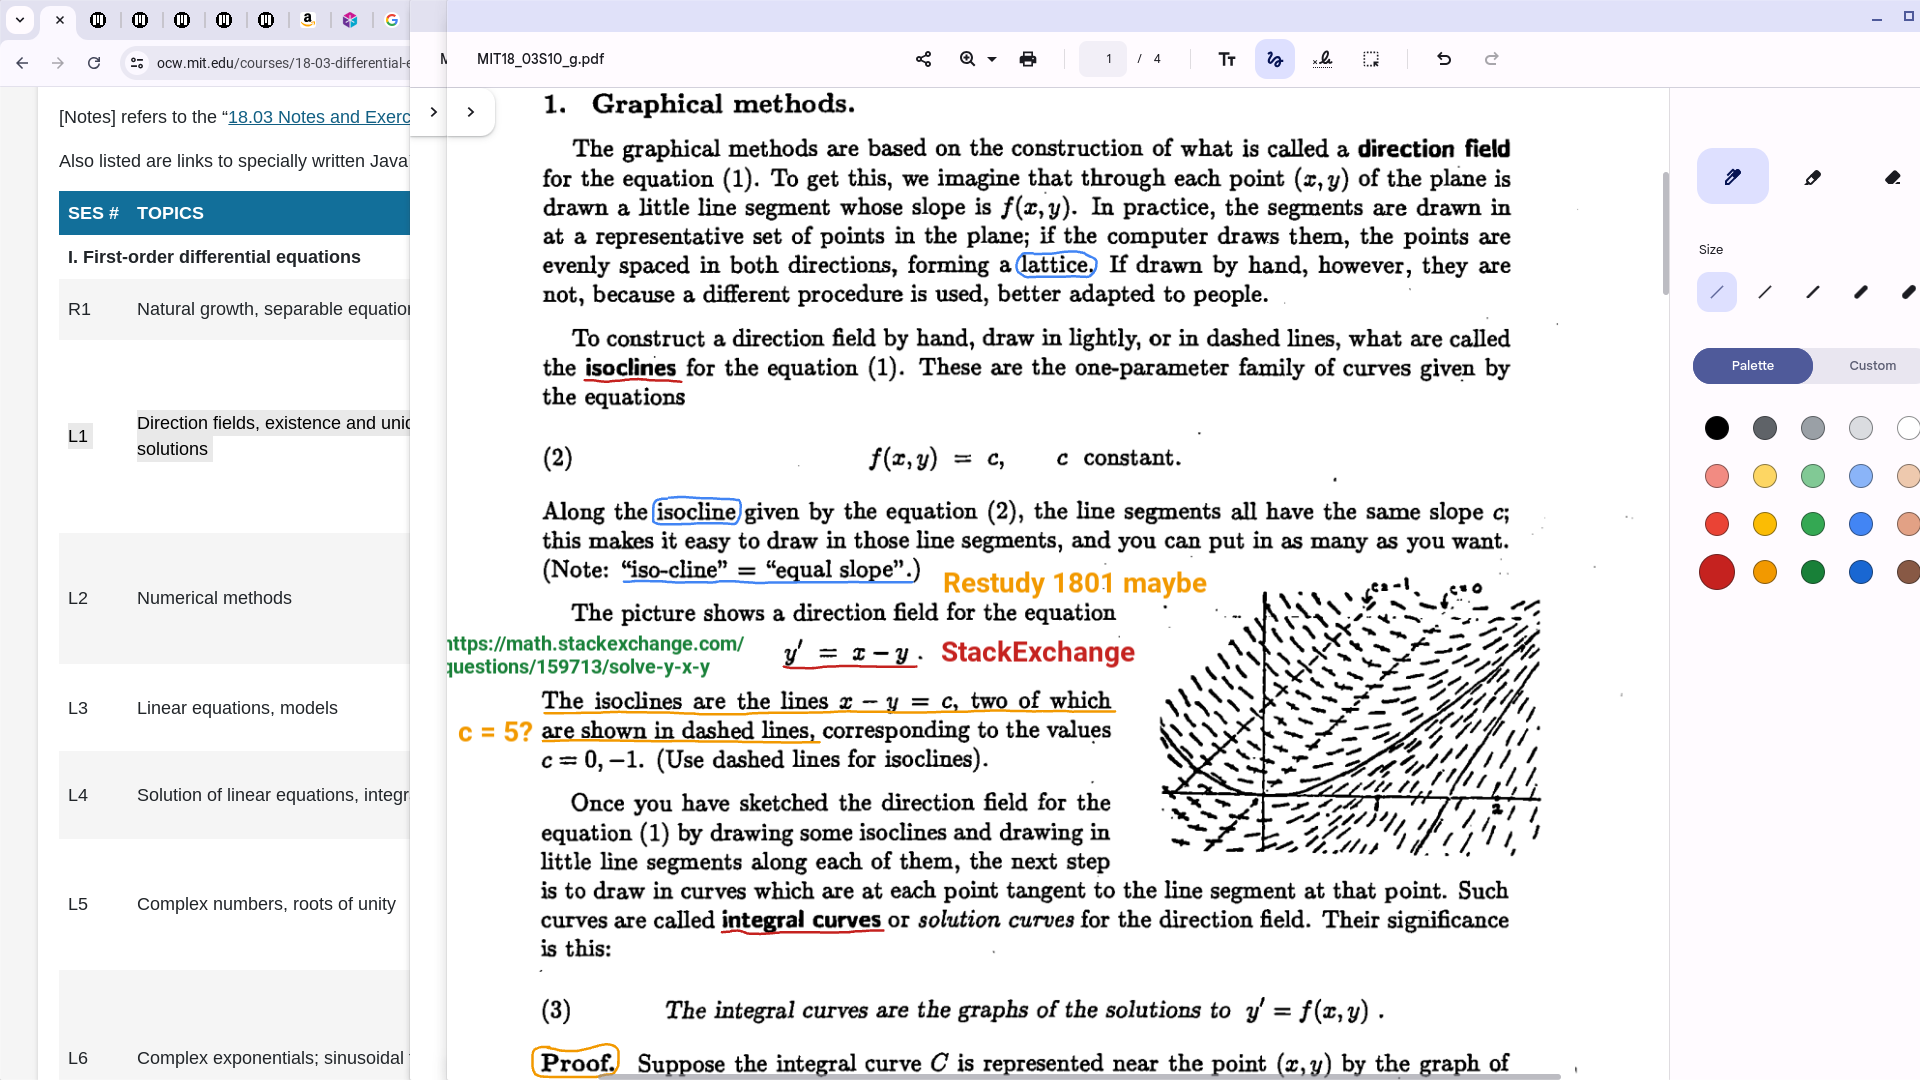 ocw.mit.edu/courses/18-03-differential-e
[Notes] refers to the “18.03 Notes and Exerc
Also listed are links to specially written Java
SES # TOPICS
I. First-order differential equations
R1 Natural growth, separable equation
L1 Direction fields, existence and uniq
solutions
L2 Numerical methods
L3 Linear equations, models
L4 Solution of linear equations, integr
L5 Complex numbers, roots of unity
L6 Complex exponentials; sinusoidal
M
MIT18_03S10_g.pdf
1 / 4
1. Graphical methods.
The graphical methods are based on the construction of what is called a direction field
for the equation (1). To get this, we imagine that through each point (x, y) of the plane is
drawn a little line segment whose slope is f(x, y). In practice, the segments are drawn in
at a representative set of points in the plane; if the computer draws them, the points are
evenly spaced in both directions, forming a lattice. If drawn by hand, however, they are
not, because a different procedure is used, better adapted to people.
To construct a direction field by hand, draw in lightly, or in dashed lines, what are called
the isoclines for the equation (1). These are the one-parameter family of curves given by
the equations
(2) f(x, y) = c, c constant.
Along the isocline given by the equation (2), the line segments all have the same slope c;
this makes it easy to draw in those line segments, and you can put in as many as you want.
(Note: “iso-cline” = “equal slope”.)
Restudy 1801 maybe
The picture shows a direction field for the equation
https://math.stackexchange.com/
questions/159713/solve-y-x-y
y′ = x − y .
StackExchange
The isoclines are the lines x − y = c, two of which
c = 5?
are shown in dashed lines, corresponding to the values
c = 0, −1. (Use dashed lines for isoclines).
c=-1
c=0
1
2
Once you have sketched the direction field for the
equation (1) by drawing some isoclines and drawing in
little line segments along each of them, the next step
is to draw in curves which are at each point tangent to the line segment at that point. Such
curves are called integral curves or solution curves for the direction field. Their significance
is this:
(3) The integral curves are the graphs of the solutions to y′ = f(x, y) .
Proof. Suppose the integral curve C is represented near the point (x, y) by the graph of
Size
Palette
Custom